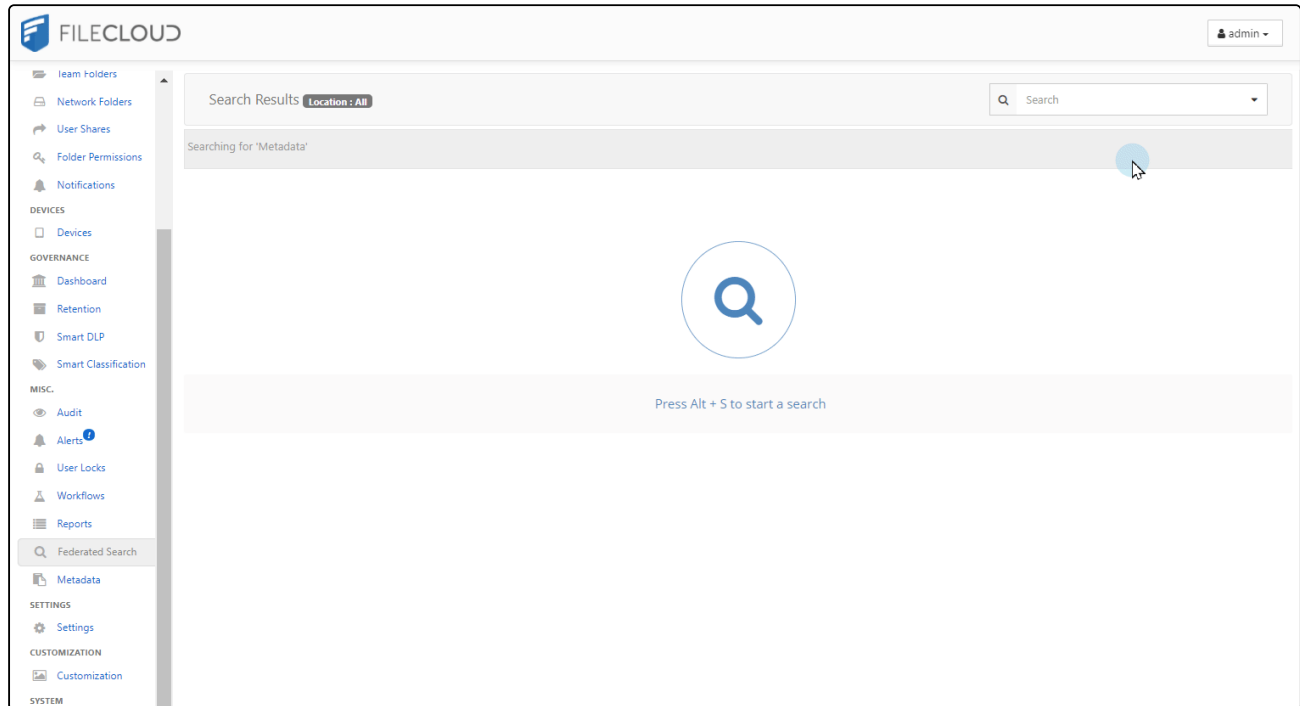 FILECLOUD
admin
Team Folders
Network Folders
User Shares
Folder Permissions
Notifications
DEVICES
Devices
GOVERNANCE
Dashboard
Retention
Smart DLP
Smart Classification
MISC.
Audit
Alerts
User Locks
Workflows
Reports
Federated Search
Metadata
SETTINGS
Settings
CUSTOMIZATION
Customization
SYSTEM
Search Results Location : All
Search
Searching for 'Metadata'
Press Alt + S to start a search